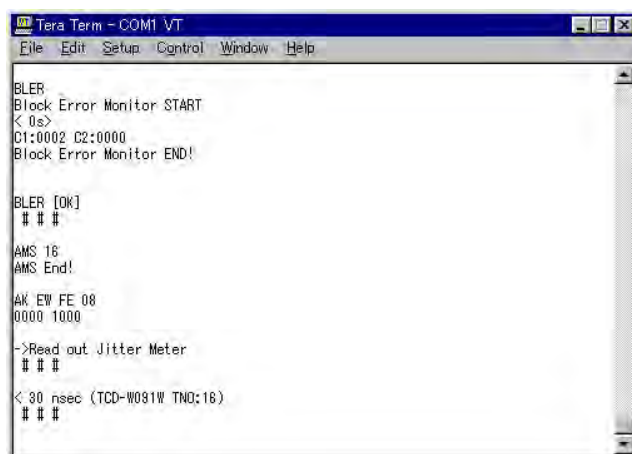 Tera Term - COM1 VT
File Edit Setup Control Window Help
BLER
Block Error Monitor START
< 0s>
C1:0002 C2:0000
Block Error Monitor END!
BLER [OK]
# # #
AMS 16
AMS End!
AK EW FE 08
0000 1000
->Read out Jitter Meter
# # #
< 30 nsec (TCD-W091W TNO:16)
# # #